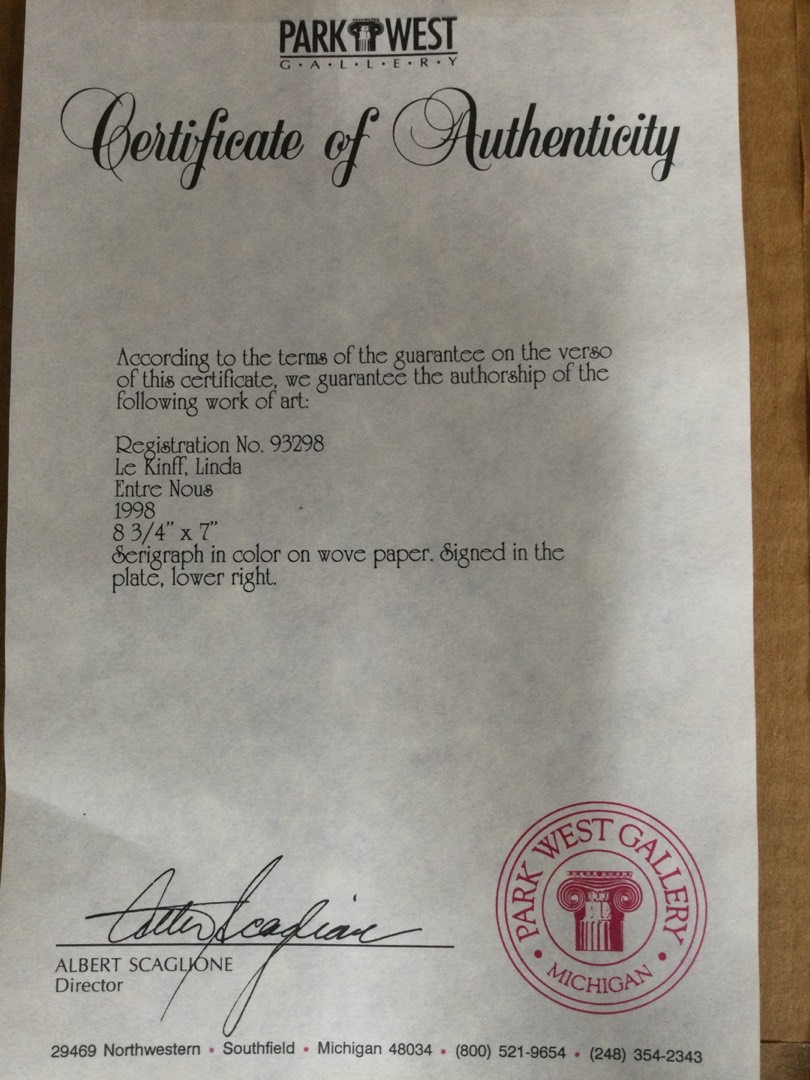 PARK WEST
G·A·L·L·E·R·Y
Certificate of Authenticity
According to the terms of the guarantee on the verso
of this certificate, we guarantee the authorship of the
following work of art:
Registration No. 93298
Le Kinff, Linda
Entre Nous
1998
8 3/4" x 7"
Serigraph in color on wove paper. Signed in the
plate, lower right.
ALBERT SCAGLIONE
Director
PARK WEST GALLERY
• MICHIGAN •
29469 Northwestern • Southfield • Michigan 48034 • (800) 521-9654 • (248) 354-2343